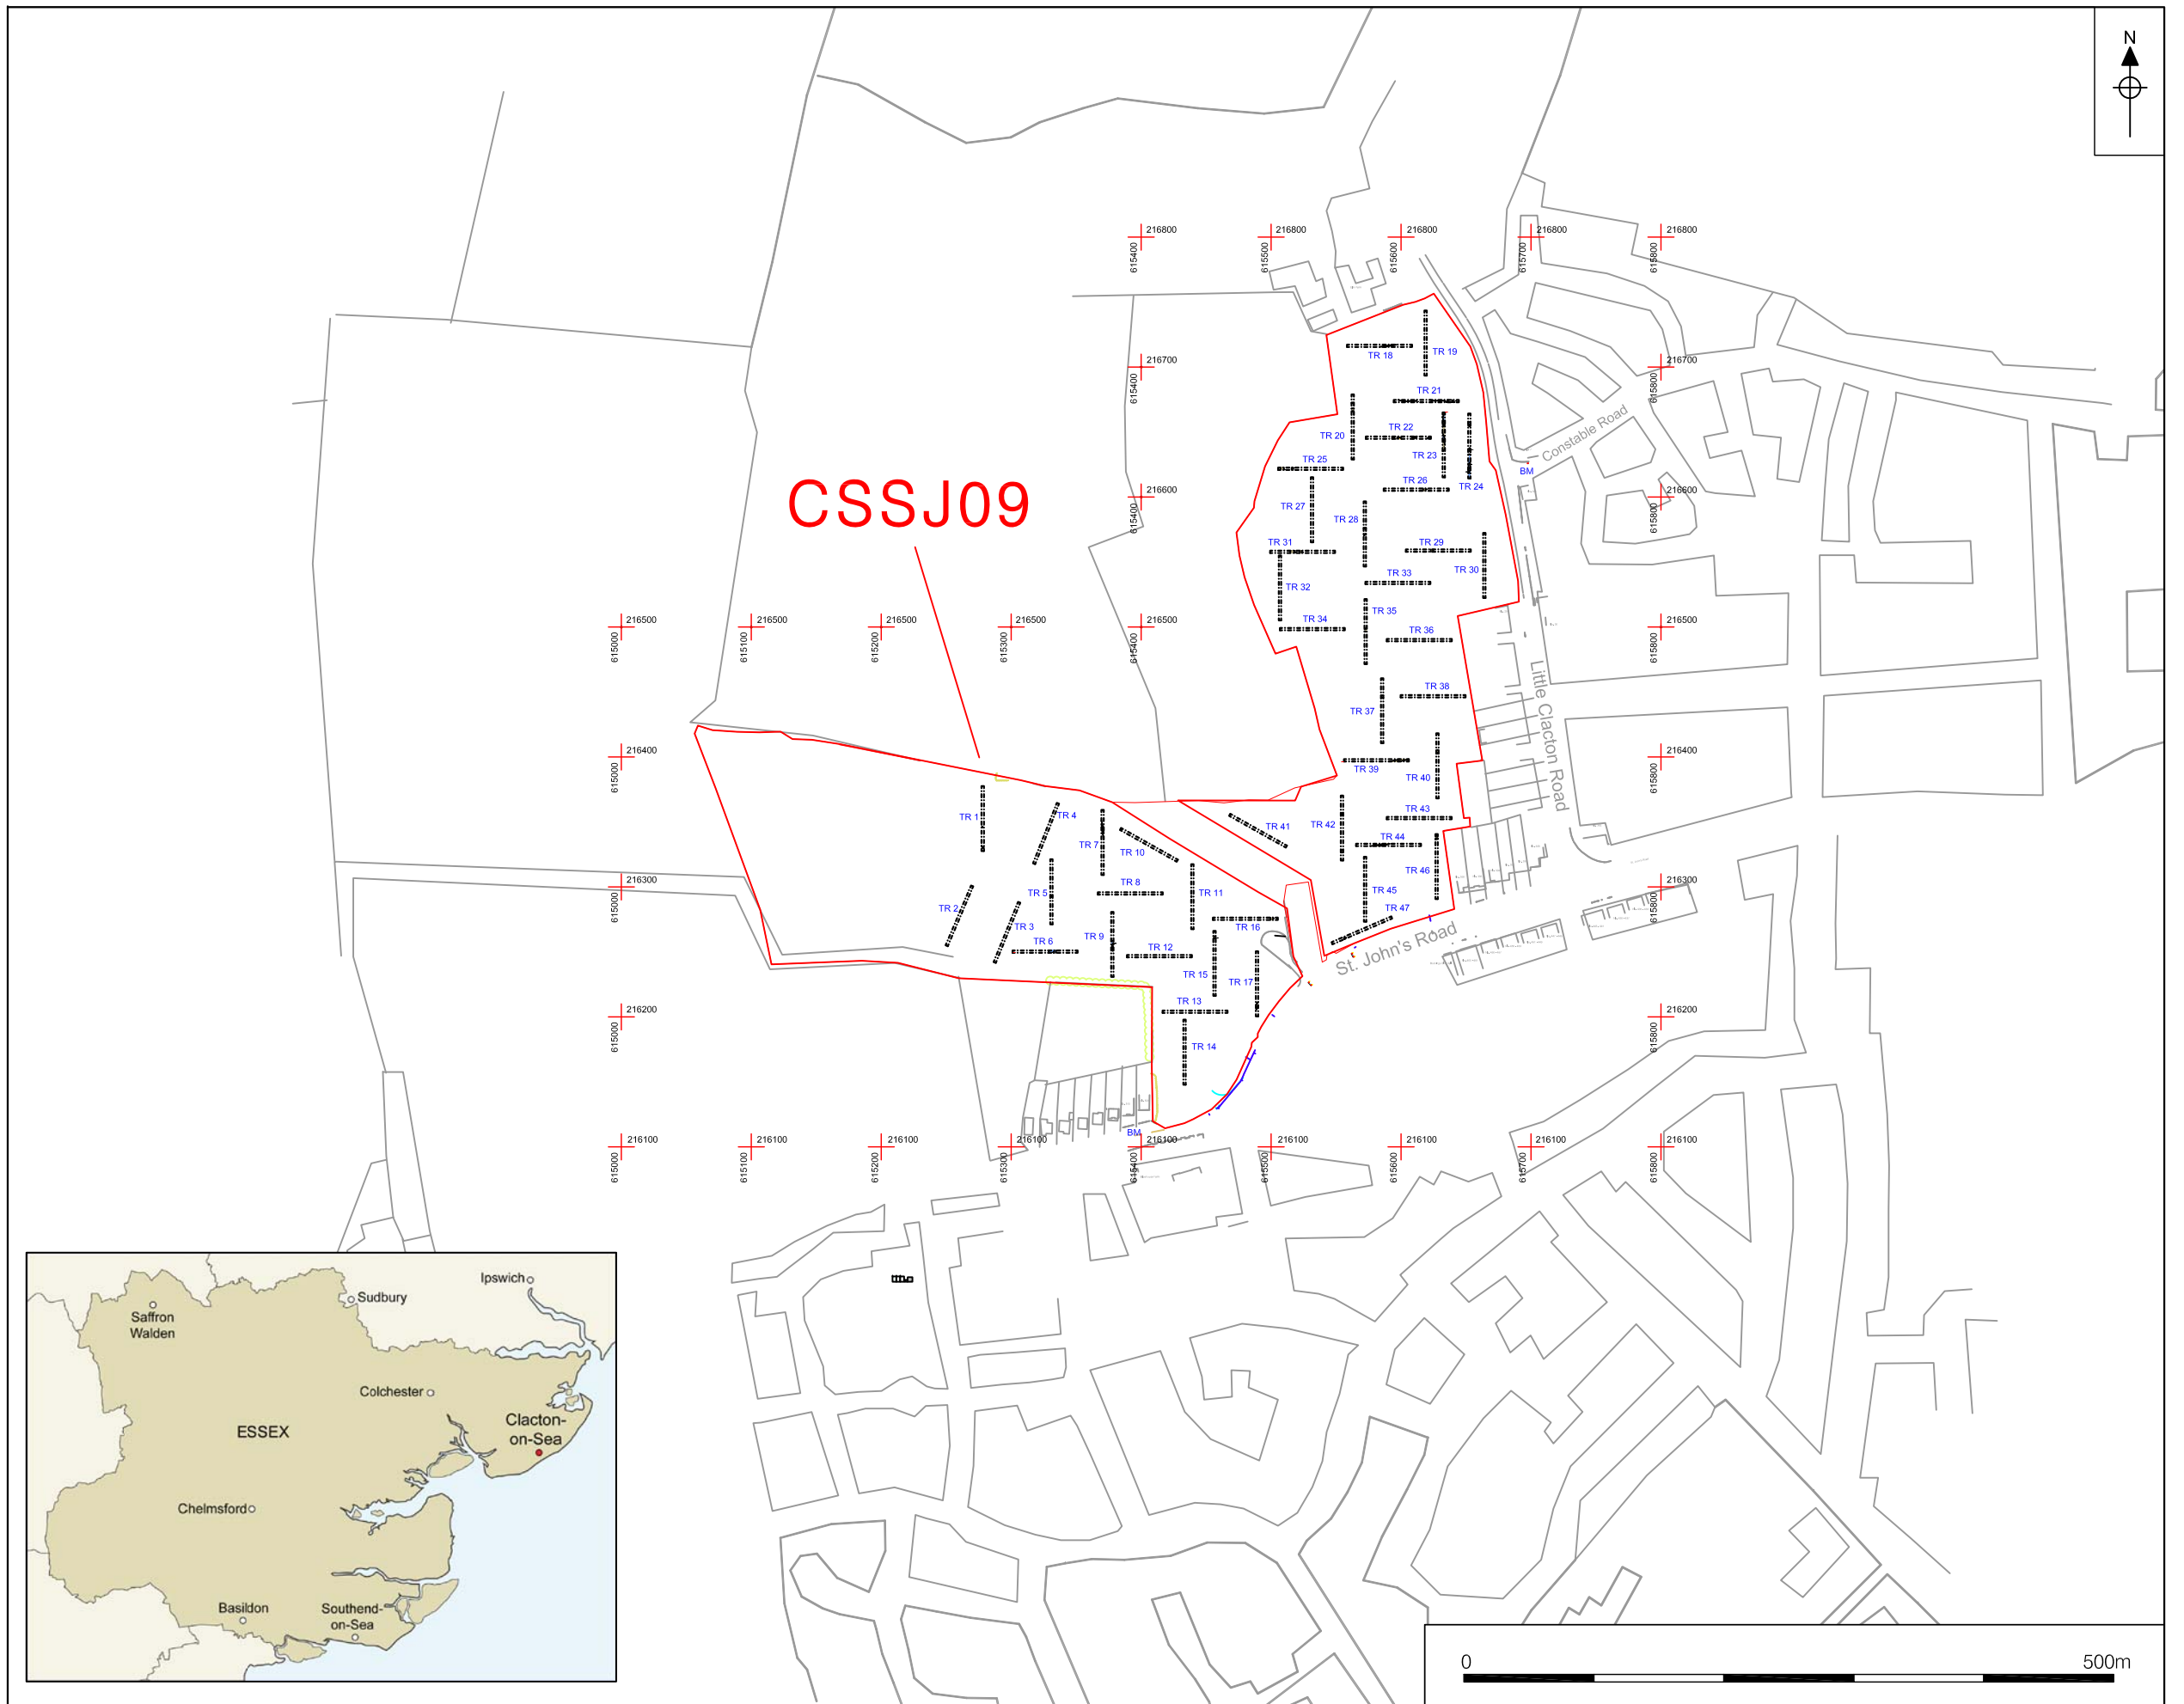 N
216800
216800
216800
216800
216800
615400
615500
615600
615700
615800
TR 18
TR 19
216700
216700
615400
615800
TR 21
TR 20
TR 22
TR 23
Constable Road
BM
TR 25
TR 26
TR 24
CSSJ09
216600
216600
615400
615800
TR 27
TR 28
TR 31
TR 29
TR 30
TR 32
TR 33
TR 35
TR 34
TR 36
216500
216500
216500
216500
216500
216500
615000
615100
615200
615300
615400
615800
Little Clacton Road
TR 37
TR 38
216400
216400
615000
615800
TR 39
TR 40
TR 1
TR 4
TR 7
TR 10
TR 41
TR 42
TR 43
TR 44
TR 46
216300
216300
615000
615800
TR 2
TR 3
TR 5
TR 8
TR 11
TR 45
TR 47
TR 6
TR 9
TR 12
TR 16
St. John's Road
TR 15
TR 17
216200
216200
615000
615800
TR 13
TR 14
BM
216100
216100
216100
216100
216100
216100
216100
216100
216100
615000
615100
615200
615300
615400
615500
615600
615700
615800
Ipswich
Sudbury
Saffron
Walden
Colchester
Clacton-
on-Sea
ESSEX
Chelmsford
Basildon
Southend-
on-Sea
0
500m